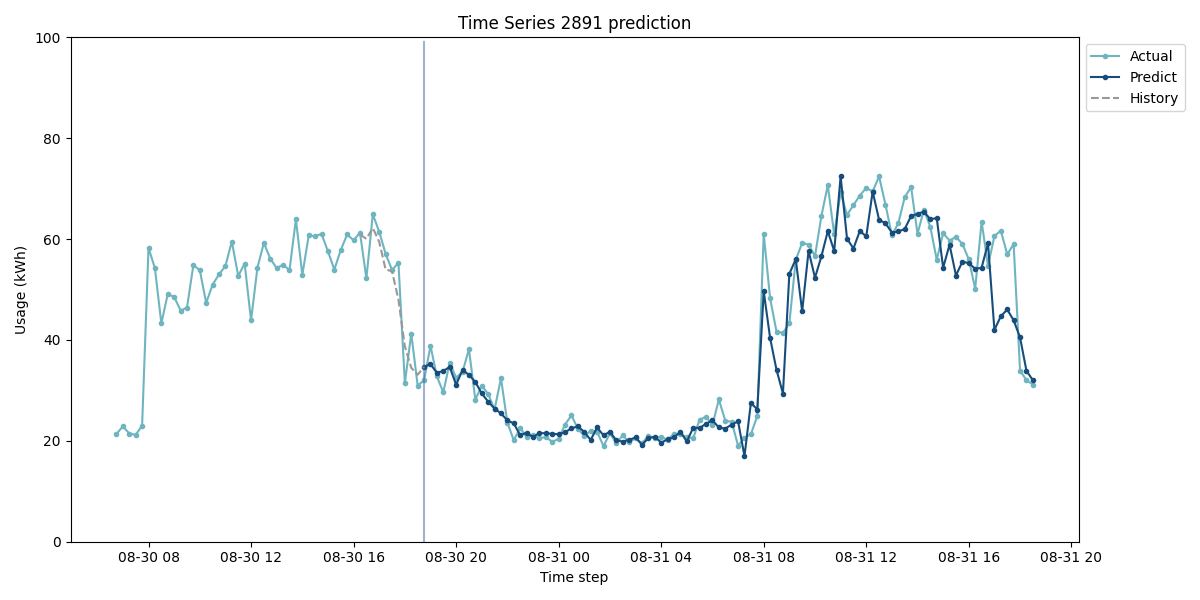 Time Series 2891 prediction
100
80
60
40
20
0
Usage (kWh)
08-30 08 08-30 12 08-30 16 08-30 20 08-31 00 08-31 04 08-31 08 08-31 12 08-31 16 08-31 20
Time step
Actual
Predict
History